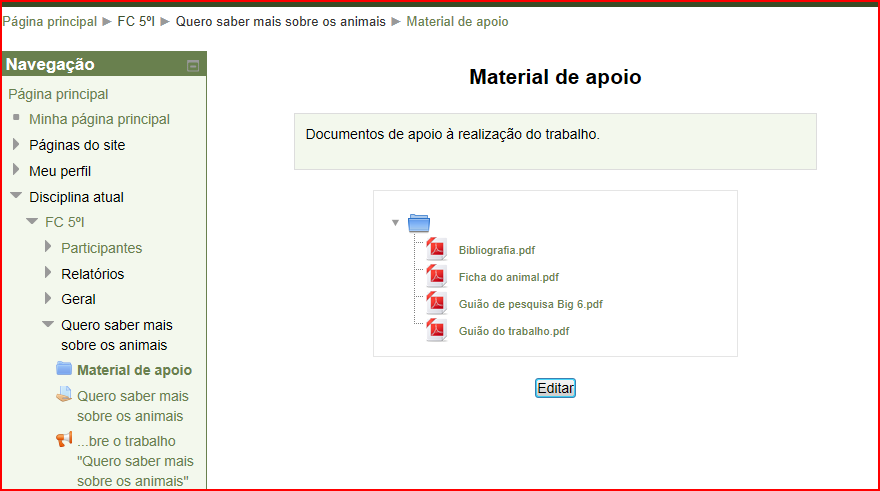 Página principal ▶ FC 5ºI ▶ Quero saber mais sobre os animais ▶ Material de apoio
Navegação
Página principal
Minha página principal
Páginas do site
Meu perfil
Disciplina atual
FC 5ºI
Participantes
Relatórios
Geral
Quero saber mais
sobre os animais
Material de apoio
Quero saber mais
sobre os animais
...bre o trabalho
"Quero saber mais
sobre os animais"
Material de apoio
Documentos de apoio à realização do trabalho.
Bibliografia.pdf
Ficha do animal.pdf
Guião de pesquisa Big 6.pdf
Guião do trabalho.pdf
Editar